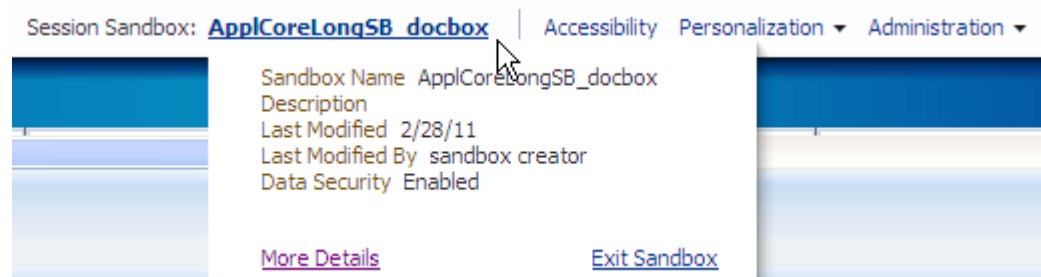 Session Sandbox: ApplCoreLongSB_docbox Accessibility Personalization Administration
Sandbox Name ApplCoreLongSB_docbox
Description
Last Modified 2/28/11
Last Modified By sandbox creator
Data Security Enabled
More Details Exit Sandbox